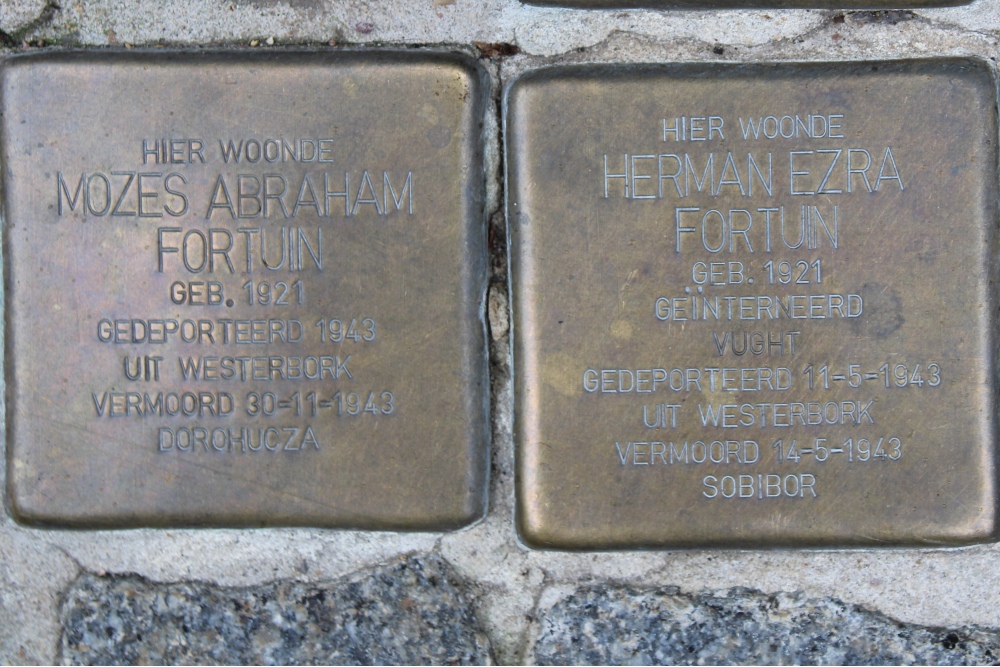 HIER WOONDE
MOZES ABRAHAM
FORTUIN
GEB. 1921
GEDEPORTEERD 1943
UIT WESTERBORK
VERMOORD 30-11-1943
DOROHUCZA
HIER WOONDE
HERMAN EZRA
FORTUIN
GEB. 1921
GEÏNTERNEERD
VUGHT
GEDEPORTEERD 11-5-1943
UIT WESTERBORK
VERMOORD 14-5-1943
SOBIBOR